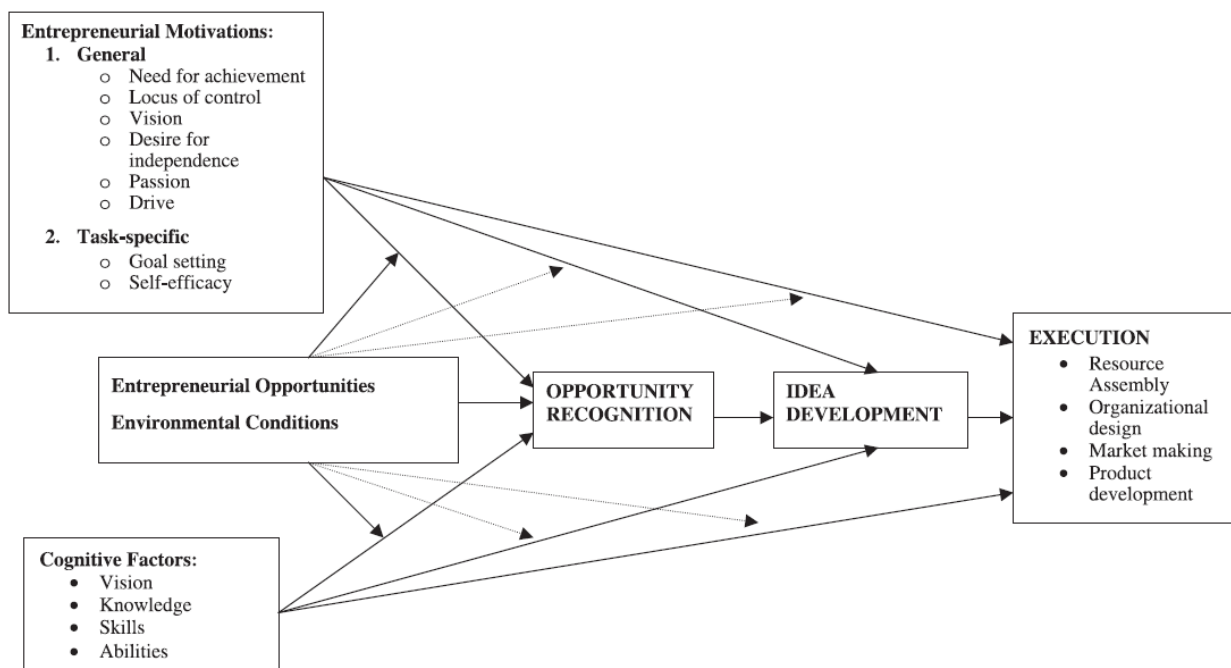 Entrepreneurial Motivations:
1. General
o Need for achievement
o Locus of control
o Vision
o Desire for
independence
o Passion
o Drive
2. Task-specific
o Goal setting
o Self-efficacy
Entrepreneurial Opportunities
Environmental Conditions
OPPORTUNITY
RECOGNITION
IDEA
DEVELOPMENT
EXECUTION
• Resource
Assembly
• Organizational
design
• Market making
• Product
development
Cognitive Factors:
• Vision
• Knowledge
• Skills
• Abilities